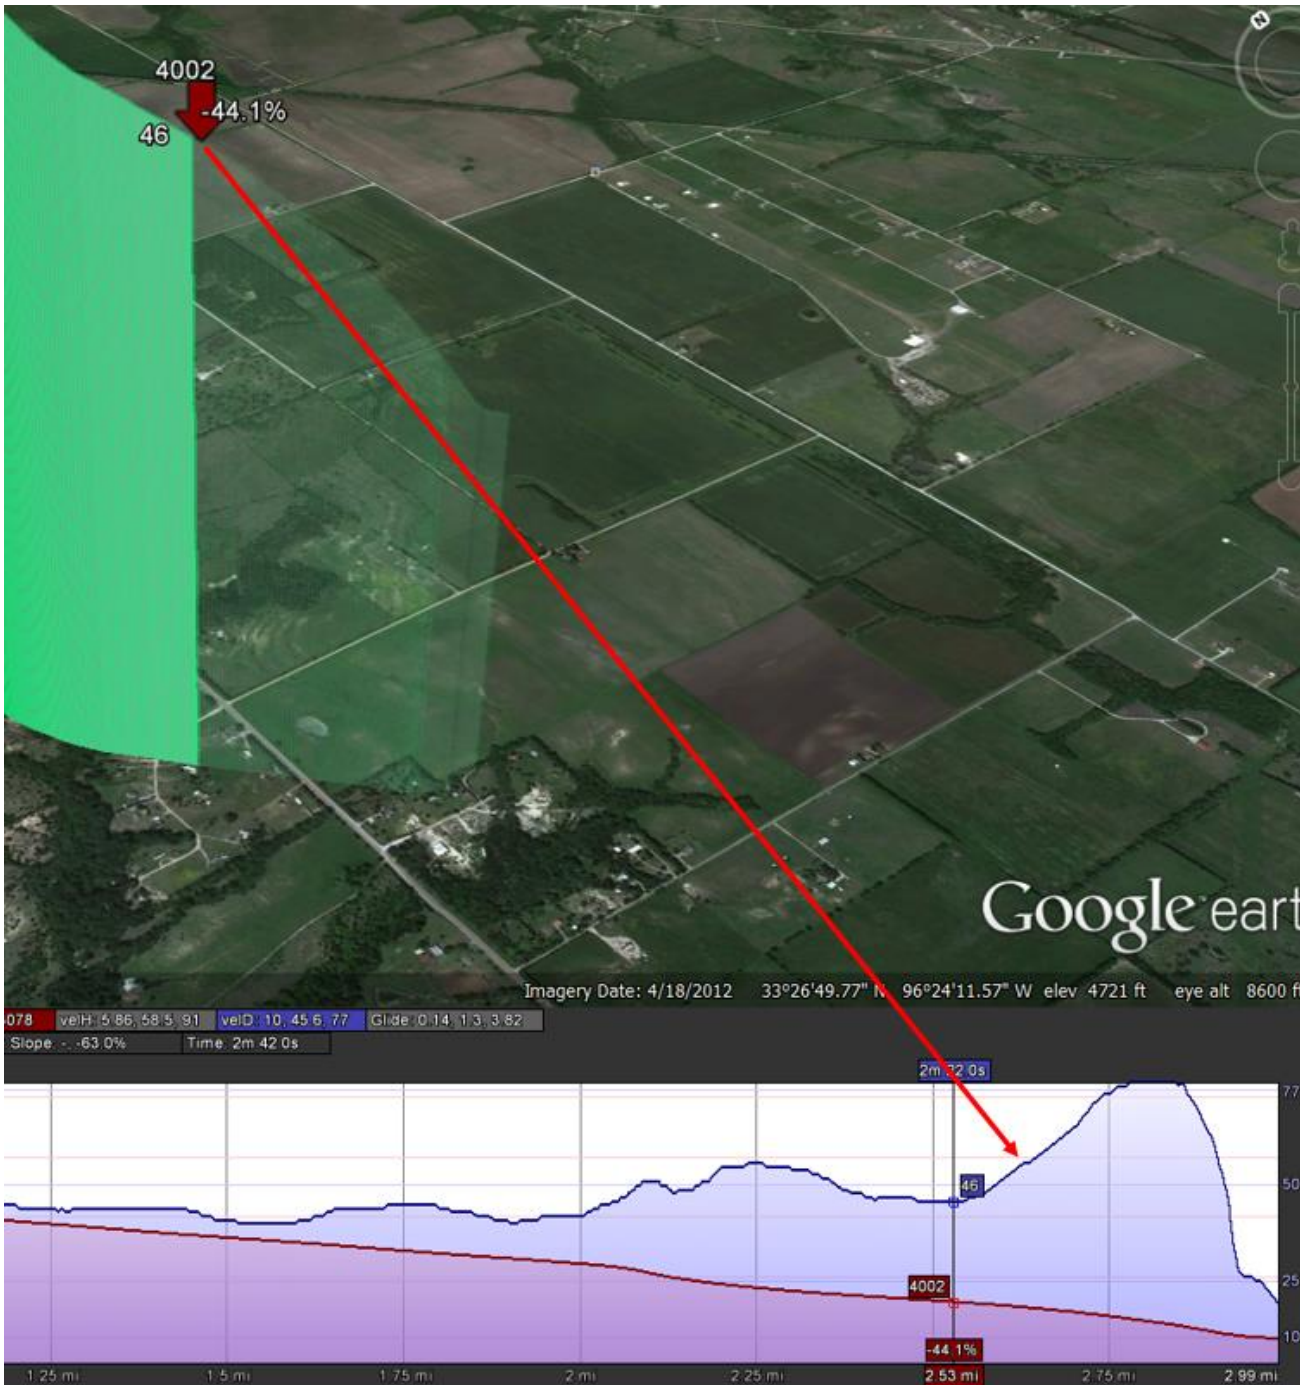 N
4002
-44.1%
46
Google eart
Imagery Date: 4/18/2012 33°26'49.77" N 96°24'11.57" W elev 4721 ft eye alt 8600 ft
5078 velH: 5.86, 58.5, 91 velD: 10, 45.6, 77 Glide: 0.14, 1.3, 3.82
Slope: -, -63.0% Time: 2m 42.0s
77
46
50
4002
25
10
-44.1%
1.25 mi 1.5 mi 1.75 mi 2 mi 2.25 mi 2.53 mi 2.75 mi 2.99 mi